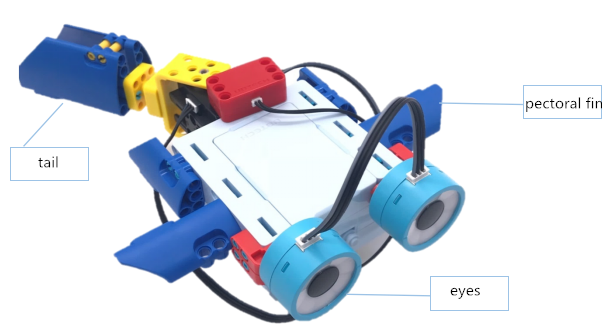 pectoral fin
tail
eyes